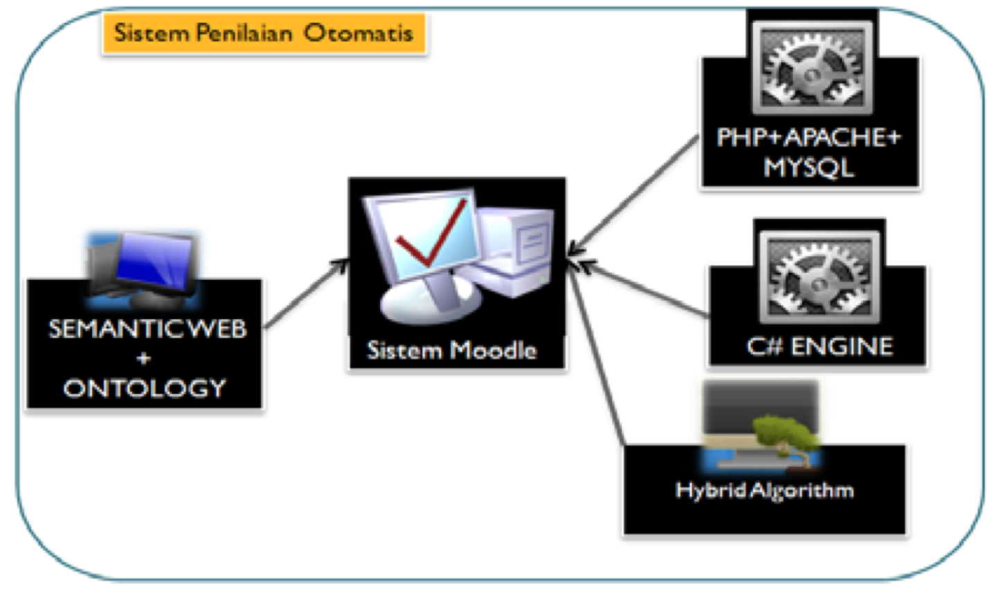 Sistem Penilaian Otomatis
PHP+APACHE+
MYSQL
SEMANTIC WEB
+
ONTOLOGY
Sistem Moodle
C# ENGINE
Hybrid Algorithm